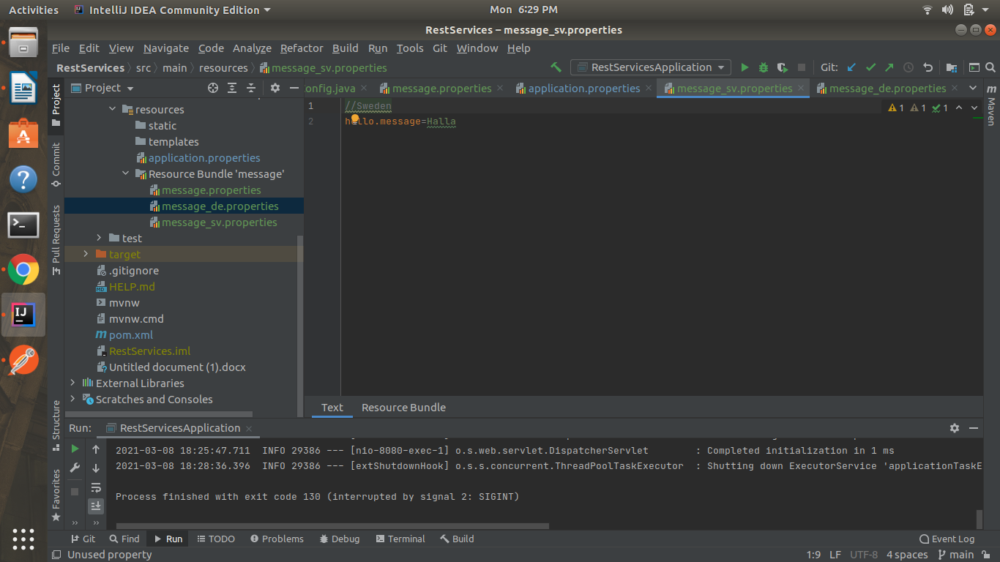 Activities
IntelliJ IDEA Community Edition
Mon 6:29 PM
RestServices – message_sv.properties
File Edit View Navigate Code Analyze Refactor Build Run Tools Git Window Help
RestServices src main resources message_sv.properties
RestServicesApplication
Git:
Project
onfig.java
message.properties
application.properties
message_sv.properties
message_de.properties
Project
Commit
Pull Requests
Structure
Favorites
Maven
resources
static
templates
application.properties
Resource Bundle 'message'
message.properties
message_de.properties
message_sv.properties
test
target
.gitignore
HELP.md
mvnw
mvnw.cmd
pom.xml
RestServices.iml
Untitled document (1).docx
External Libraries
Scratches and Consoles
1 //Sweden
2 hello.message=Halla
1 1 1
Text Resource Bundle
Run: RestServicesApplication
2021-03-08 18:25:47.711 INFO 29386 --- [nio-8080-exec-1] o.s.web.servlet.DispatcherServlet : Completed initialization in 1 ms
2021-03-08 18:28:36.396 INFO 29386 --- [extShutdownHook] o.s.s.concurrent.ThreadPoolTaskExecutor : Shutting down ExecutorService 'applicationTaskE
Process finished with exit code 130 (interrupted by signal 2: SIGINT)
Git Find Run TODO Problems Debug Terminal Build Event Log
Unused property
1:9 LF UTF-8 4 spaces main